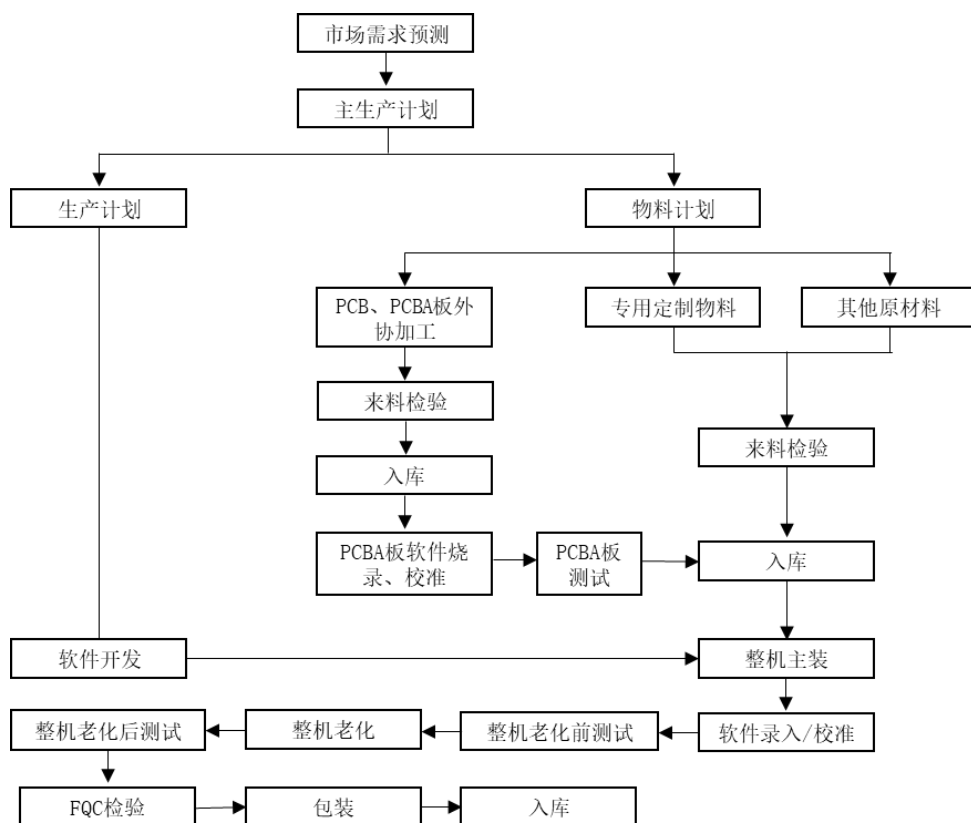 市场需求预测
主生产计划
生产计划
物料计划
PCB、PCBA板外
协加工
专用定制物料
其他原材料
来料检验
来料检验
入库
PCBA板软件烧
录、校准
PCBA板
测试
入库
软件开发
整机主装
整机老化后测试
整机老化
整机老化前测试
软件录入/校准
FQC检验
包装
入库